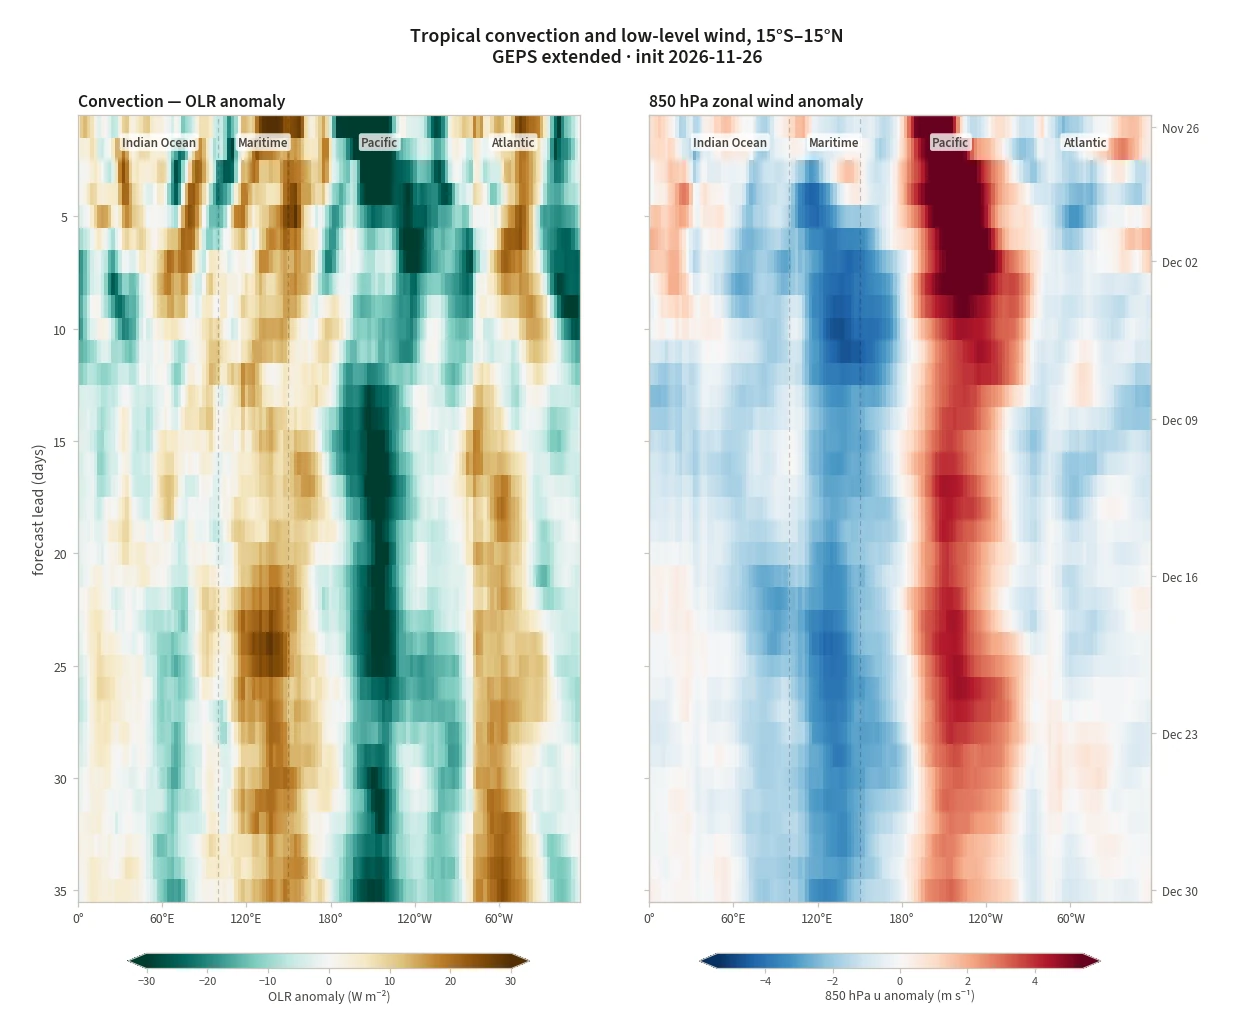 Tropical convection and low-level wind, 15°S–15°N
GEPS extended · init 2026-11-26
Convection — OLR anomaly
850 hPa zonal wind anomaly
Indian Ocean
Maritime
Pacific
Atlantic
Indian Ocean
Maritime
Pacific
Atlantic
forecast lead (days)
5
10
15
20
25
30
35
Nov 26
Dec 02
Dec 09
Dec 16
Dec 23
Dec 30
0°
60°E
120°E
180°
120°W
60°W
0°
60°E
120°E
180°
120°W
60°W
−30
−20
−10
0
10
20
30
OLR anomaly (W m⁻²)
−4
−2
0
2
4
850 hPa u anomaly (m s⁻¹)